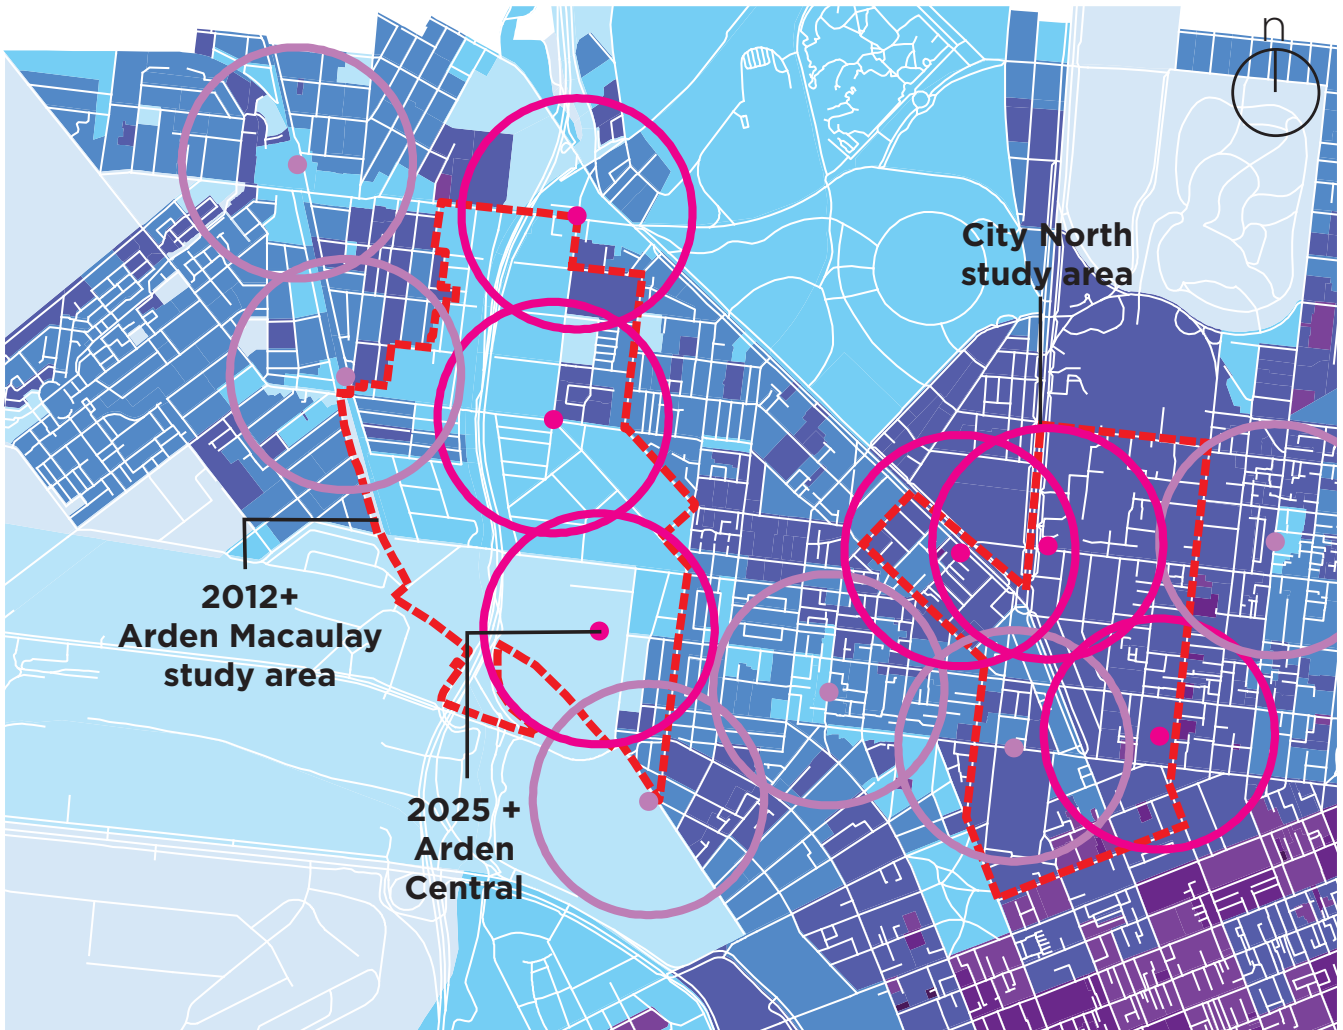 n
City North
study area
2012+
Arden Macaulay
study area
2025 +
Arden
Central